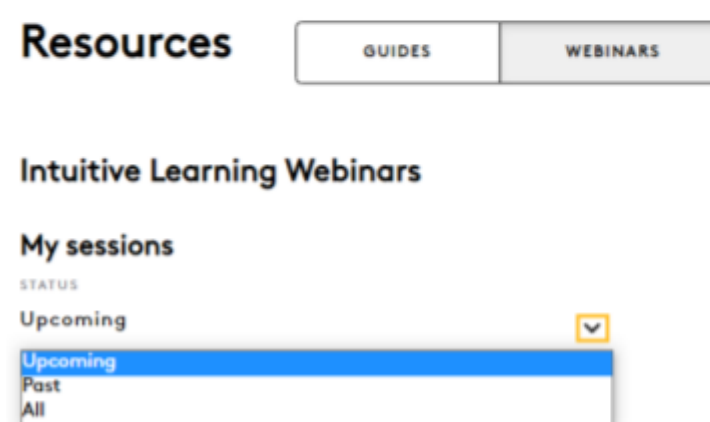 Resources
GUIDES
WEBINARS
Intuitive Learning Webinars
My sessions
STATUS
Upcoming
Upcoming
Past
All